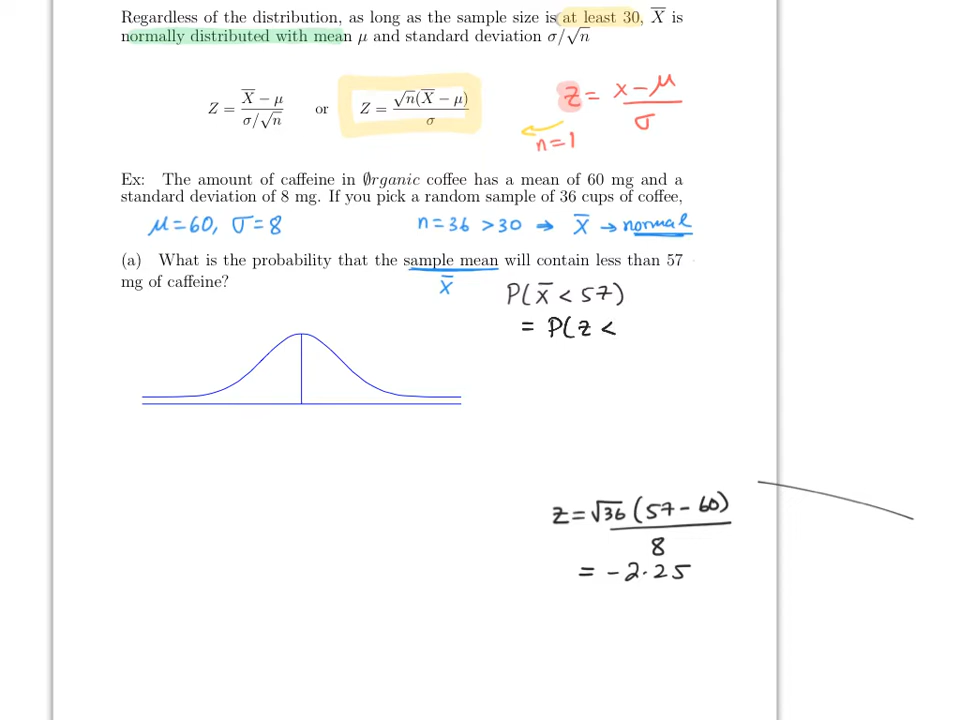 Regardless of the distribution, as long as the sample size is at least 30, X̅ is
normally distributed with mean μ and standard deviation σ/√n
Z = (X̅ − μ)/(σ/√n) or Z = √n(X̅ − μ)/σ z = (x − μ)/σ
n=1
Ex: The amount of caffeine in Ørganic coffee has a mean of 60 mg and a
standard deviation of 8 mg. If you pick a random sample of 36 cups of coffee,
μ=60, σ=8 n=36 >30 → x̅ → normal
(a) What is the probability that the sample mean will contain less than 57
mg of caffeine?
x̅
P(x̅ < 57)
= P(z <
z = √36 (57 − 60)/8
= −2.25